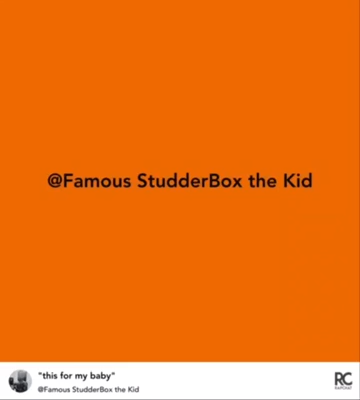 @Famous StudderBox the Kid
"this for my baby"
@Famous StudderBox the Kid
RC